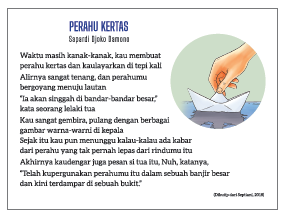 PERAHU KERTAS
Sapardi Djoko Damono
Waktu masih kanak-kanak, kau membuat
perahu kertas dan kaulayarkan di tepi kali
Alirnya sangat tenang, dan perahumu
bergoyang menuju lautan
"Ia akan singgah di bandar-bandar besar,"
kata seorang lelaki tua
Kau sangat gembira, pulang dengan berbagai
gambar warna-warni di kepala
Sejak itu kau pun menunggu kalau-kalau ada kabar
dari perahu yang tak pernah lepas dari rindumu itu
Akhirnya kaudengar juga pesan si tua itu, Nuh, katanya,
"Telah kupergunakan perahumu itu dalam sebuah banjir besar
dan kini terdampar di sebuah bukit."
(Dikutip dari Septiani, 2018)